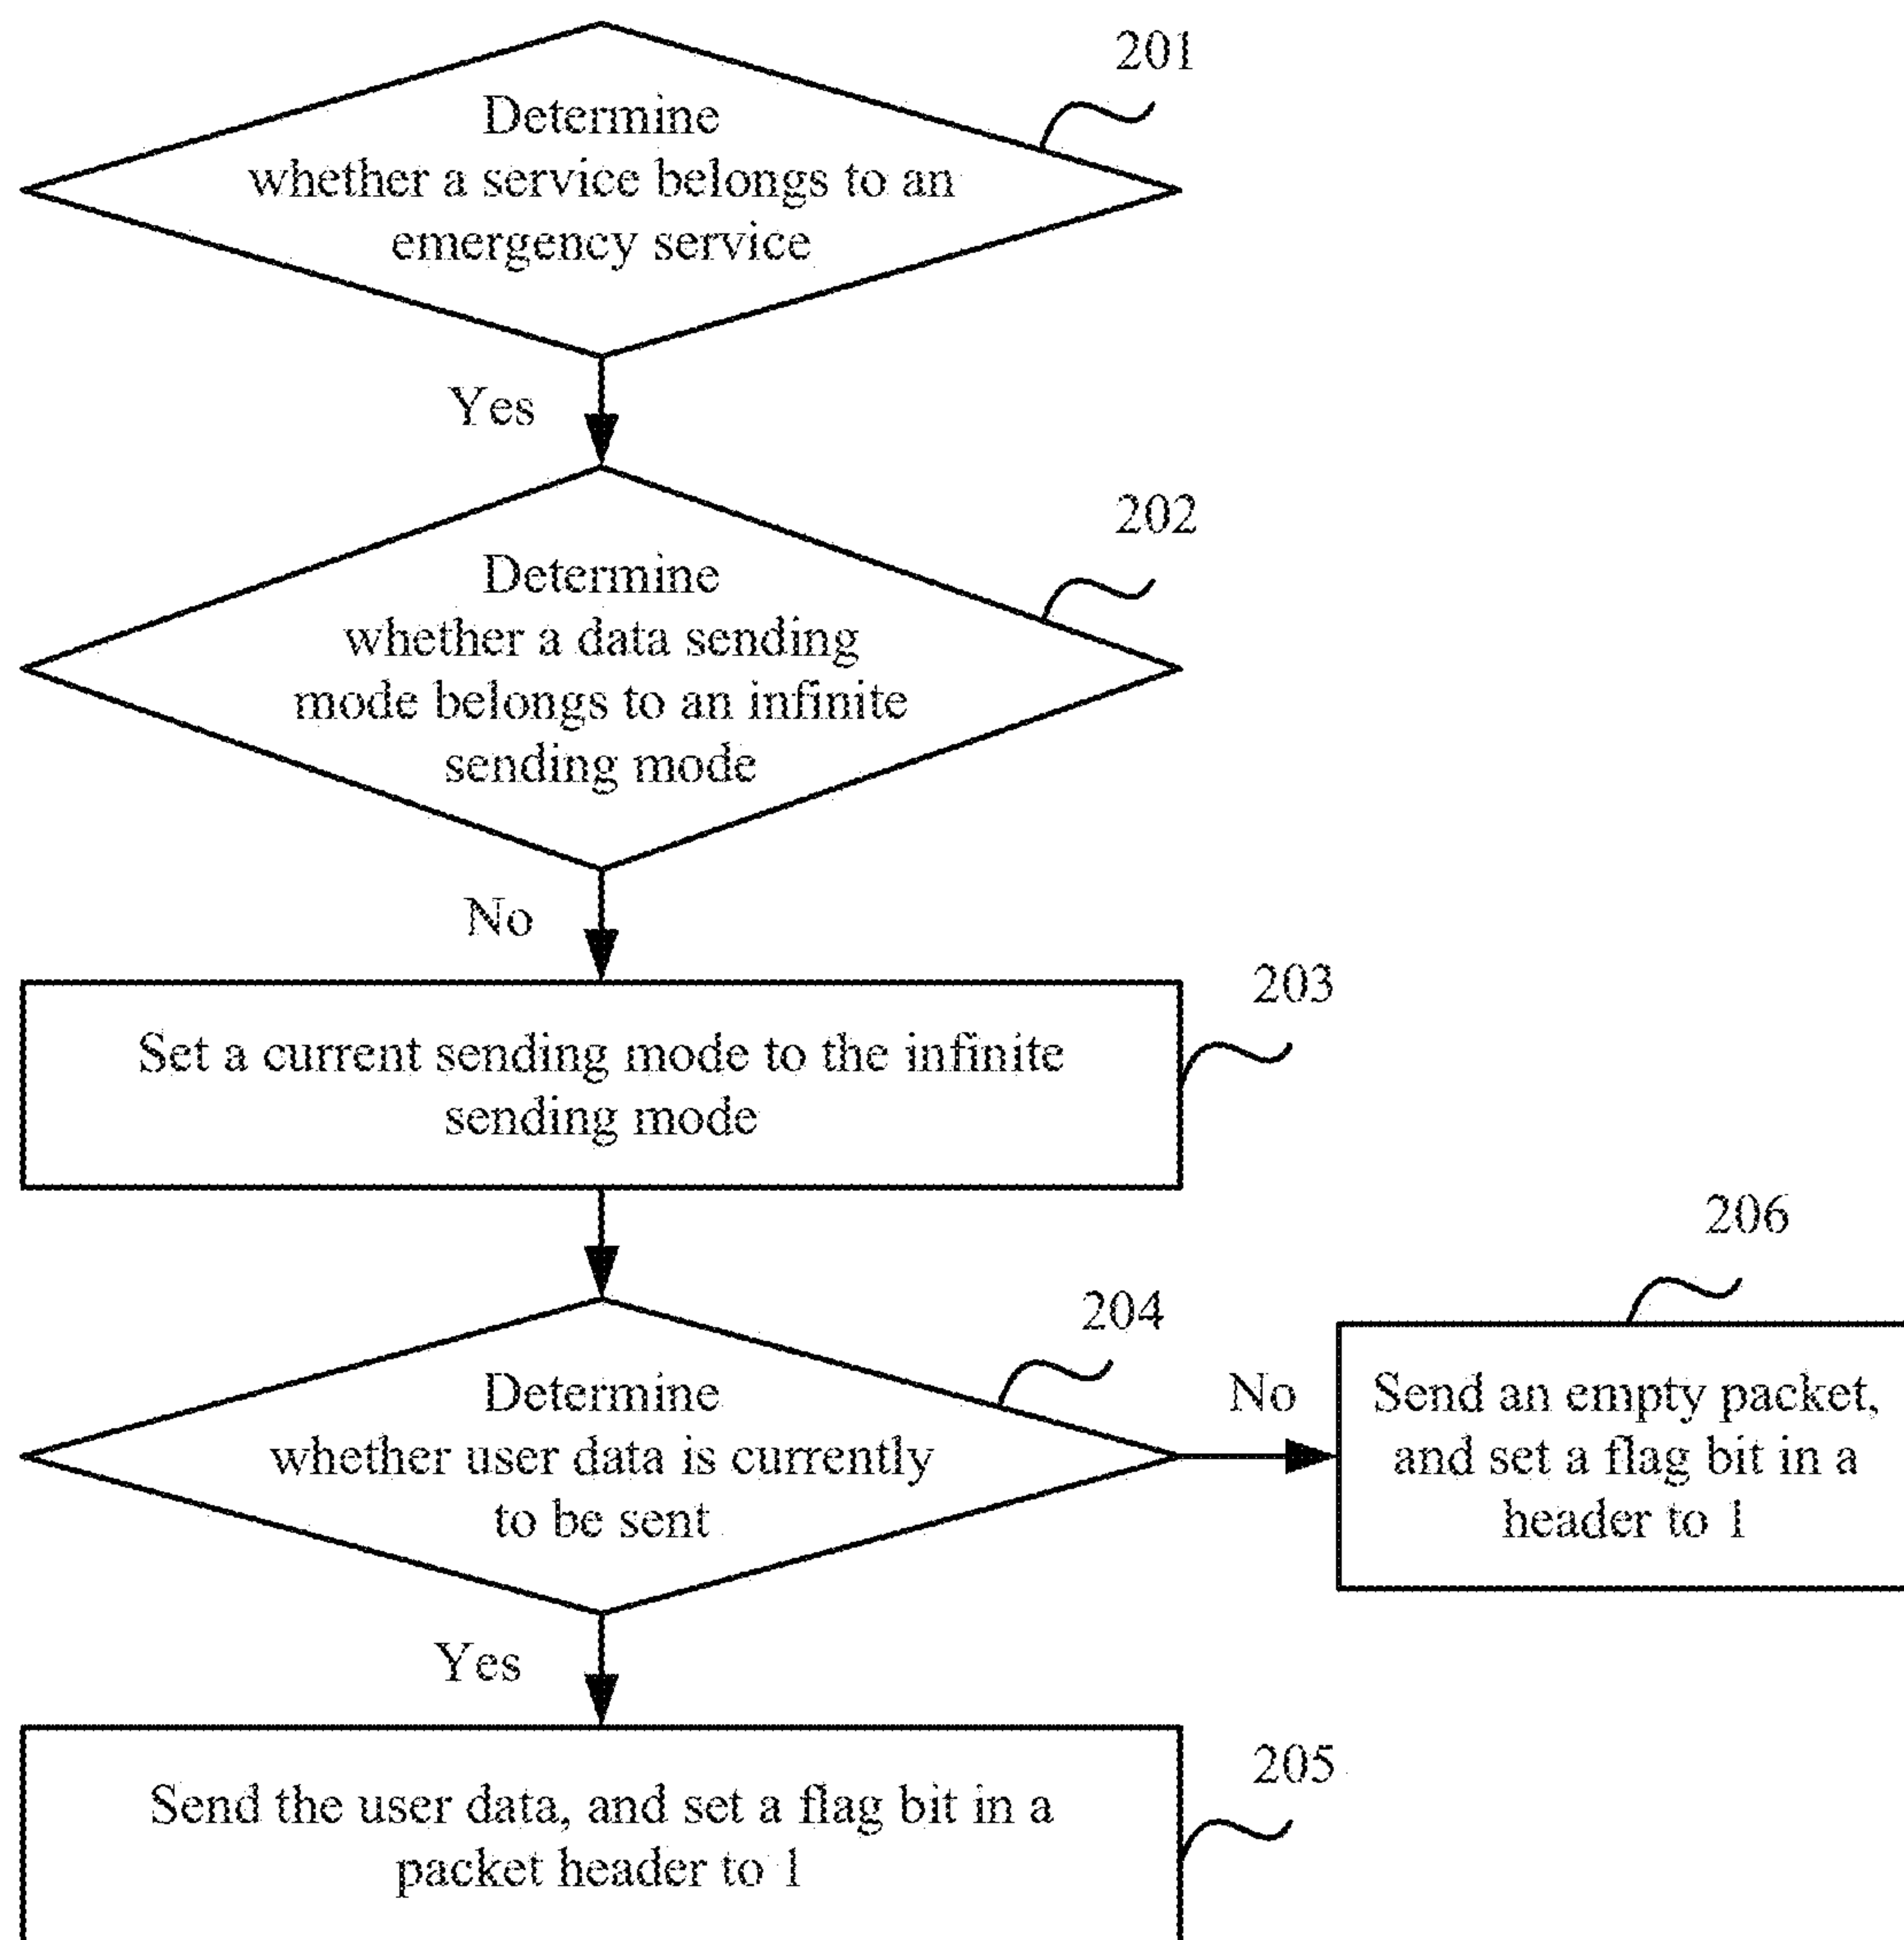 201
Determine
whether a service belongs to an
emergency service
Yes
202
Determine
whether a data sending
mode belongs to an infinite
sending mode
No
203
Set a current sending mode to the infinite
sending mode
204
Determine
whether user data is currently
to be sent
No
206
Send an empty packet,
and set a flag bit in a
header to 1
Yes
205
Send the user data, and set a flag bit in a
packet header to 1